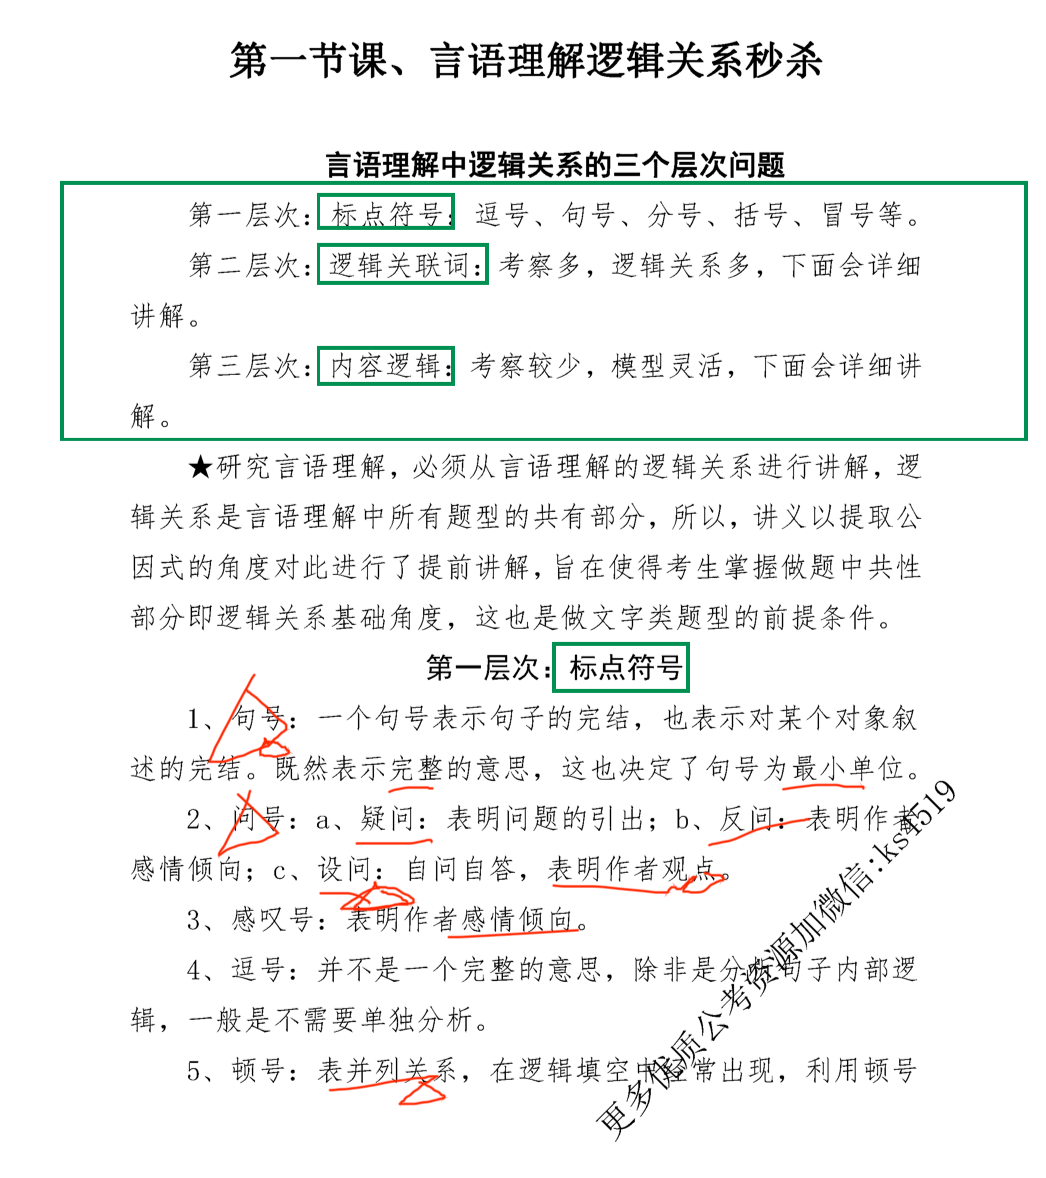 第一节课、言语理解逻辑关系秒杀
言语理解中逻辑关系的三个层次问题
第一层次：标点符号：逗号、句号、分号、括号、冒号等。
第二层次：逻辑关联词：考察多，逻辑关系多，下面会详细
讲解。
第三层次：内容逻辑：考察较少，模型灵活，下面会详细讲
解。
★研究言语理解，必须从言语理解的逻辑关系进行讲解，逻
辑关系是言语理解中所有题型的共有部分，所以，讲义以提取公
因式的角度对此进行了提前讲解，旨在使得考生掌握做题中共性
部分即逻辑关系基础角度，这也是做文字类题型的前提条件。
第一层次：标点符号
1、句号：一个句号表示句子的完结，也表示对某个对象叙
述的完结。既然表示完整的意思，这也决定了句号为最小单位。
2、问号：a、疑问：表明问题的引出；b、反问：表明作者
感情倾向；c、设问：自问自答，表明作者观点。
3、感叹号：表明作者感情倾向。
4、逗号：并不是一个完整的意思，除非是分析句子内部逻
辑，一般是不需要单独分析。
5、顿号：表并列关系，在逻辑填空中经常出现，利用顿号
更多优质公考资源加微信:ks4519